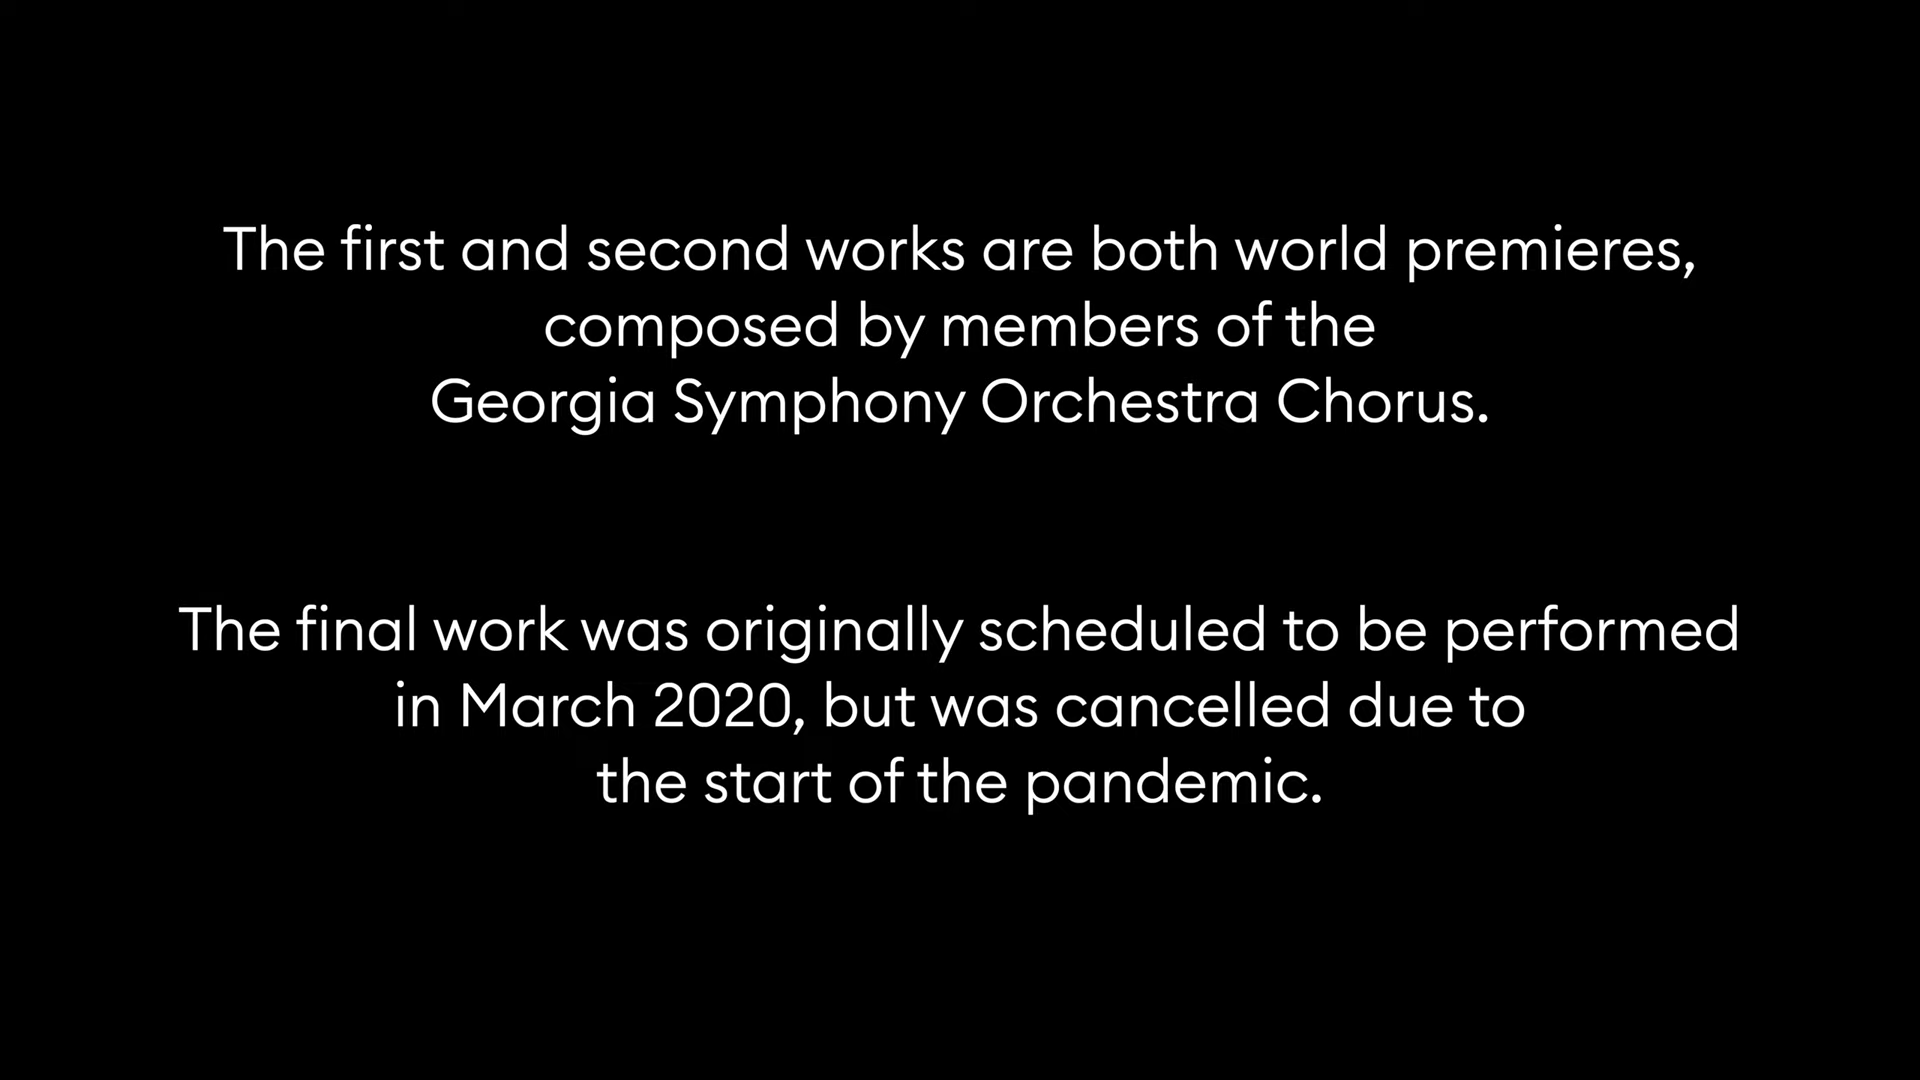 The first and second works are both world premieres,
composed by members of the
Georgia Symphony Orchestra Chorus.
The final work was originally scheduled to be performed
in March 2020, but was cancelled due to
the start of the pandemic.